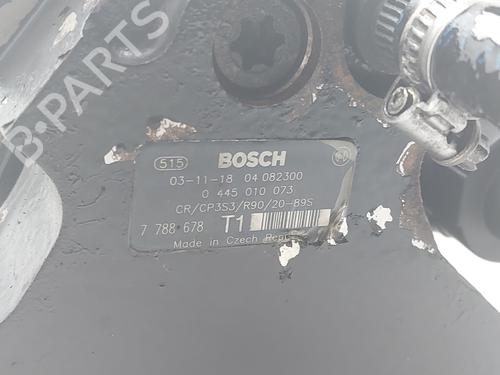 B-PARTS
515 BOSCH
03-11-18 04 082300
0 445 010 073
CR/CP3S3/R90/20-89S
7 788 678 T1
Made in Czech Republic